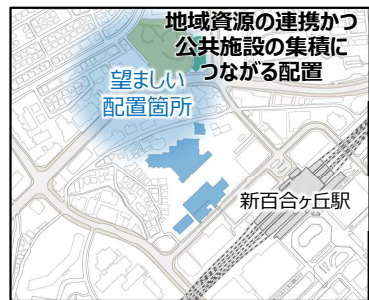 地域資源の連携かつ
公共施設の集積に
つながる配置
望ましい
配置箇所
新百合ヶ丘駅